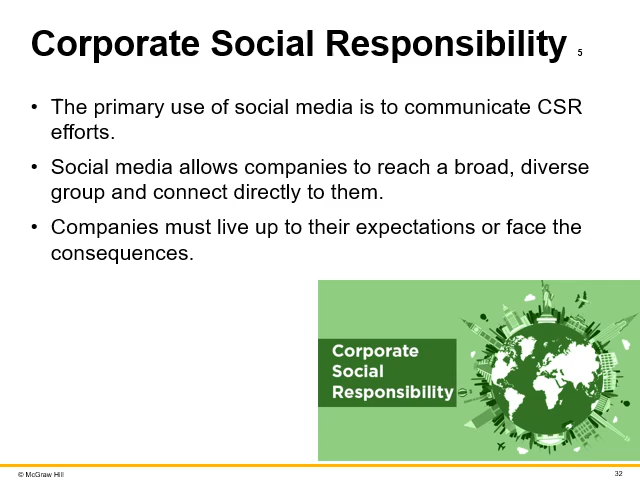 Corporate Social Responsibility 5
• The primary use of social media is to communicate CSR
efforts.
• Social media allows companies to reach a broad, diverse
group and connect directly to them.
• Companies must live up to their expectations or face the
consequences.
Corporate
Social
Responsibility
© McGraw Hill
32